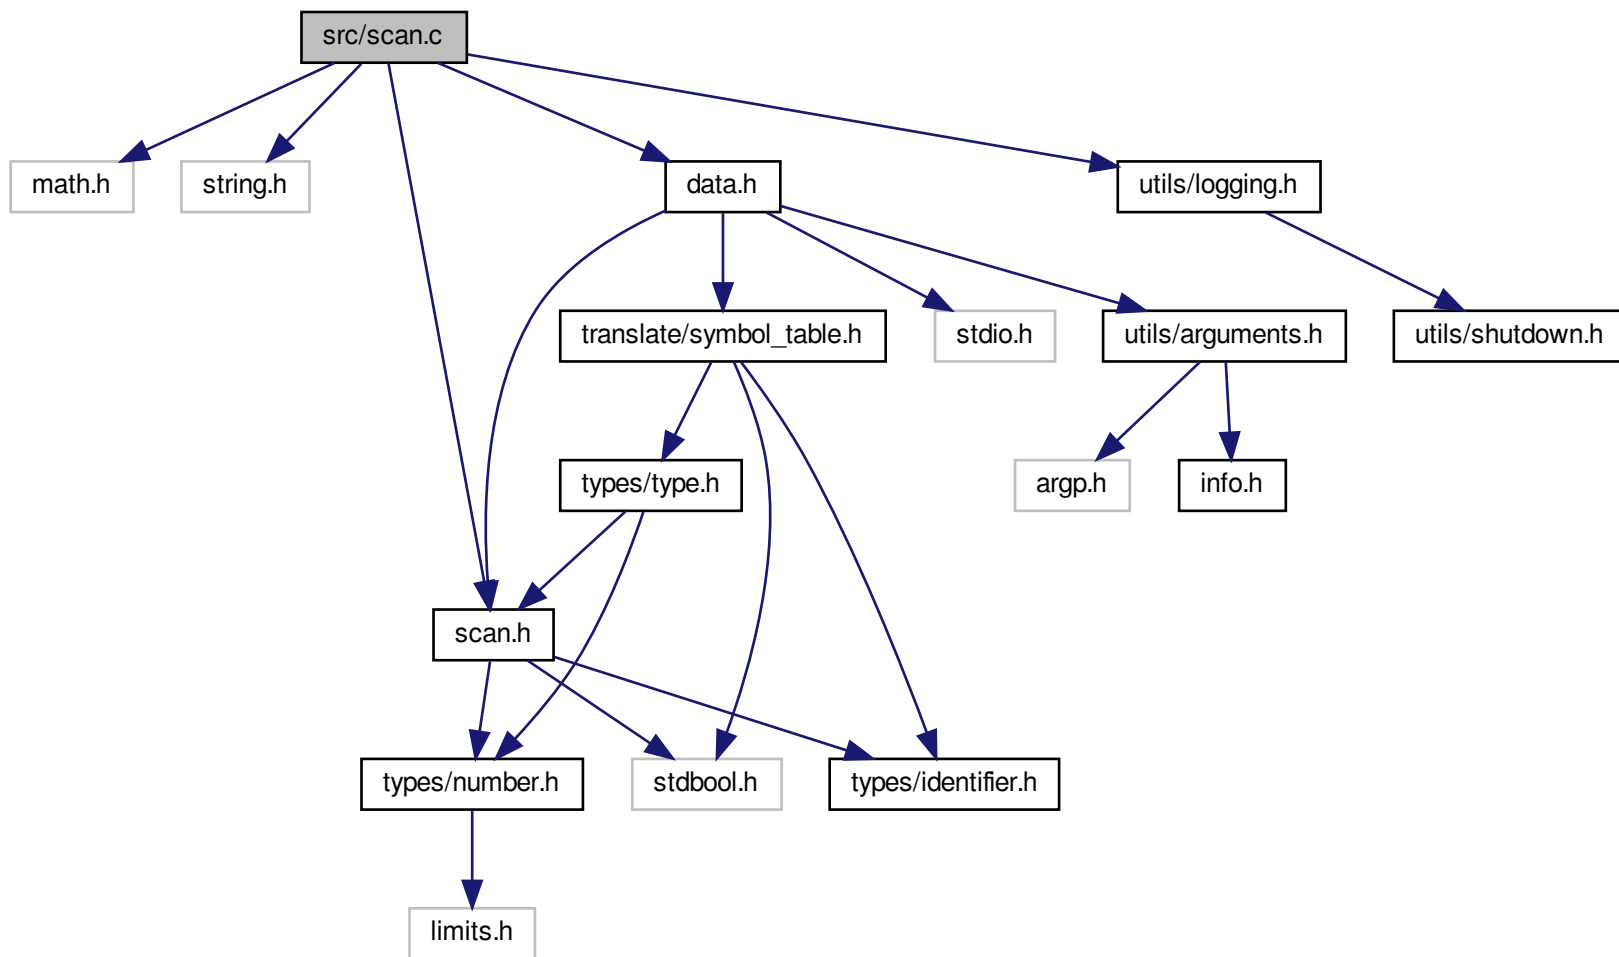 src/scan.c
math.h
string.h
data.h
utils/logging.h
translate/symbol_table.h
stdio.h
utils/arguments.h
utils/shutdown.h
types/type.h
argp.h
info.h
scan.h
types/number.h
stdbool.h
types/identifier.h
limits.h